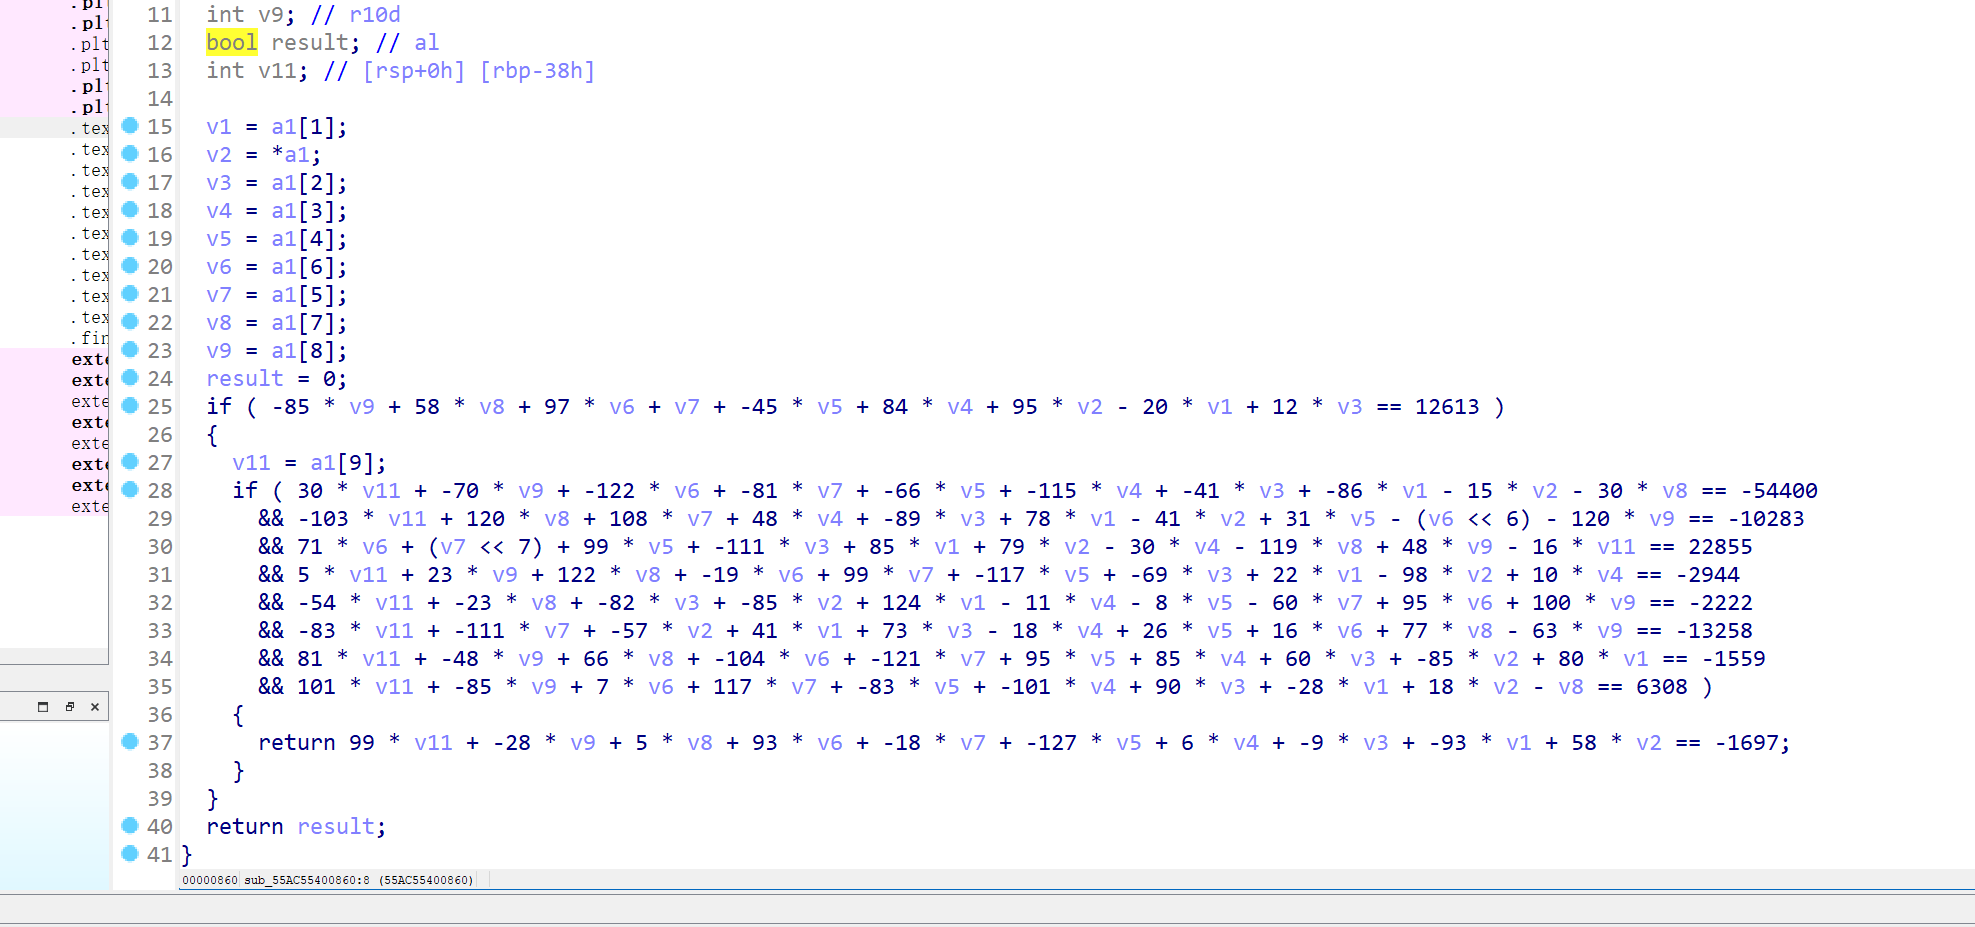 .pl
.plt
.plt
.plt
.pl
.plt
.tex
.tex
.tex
.tex
.tex
.tex
.tex
.tex
.tex
.tex
.fin
exte
exte
exte
exte
exte
exte
exte
exte
11 int v9; // r10d
12 bool result; // al
13 int v11; // [rsp+0h] [rbp-38h]
14
15 v1 = a1[1];
16 v2 = *a1;
17 v3 = a1[2];
18 v4 = a1[3];
19 v5 = a1[4];
20 v6 = a1[6];
21 v7 = a1[5];
22 v8 = a1[7];
23 v9 = a1[8];
24 result = 0;
25 if ( -85 * v9 + 58 * v8 + 97 * v6 + v7 + -45 * v5 + 84 * v4 + 95 * v2 - 20 * v1 + 12 * v3 == 12613 )
26 {
27 v11 = a1[9];
28 if ( 30 * v11 + -70 * v9 + -122 * v6 + -81 * v7 + -66 * v5 + -115 * v4 + -41 * v3 + -86 * v1 - 15 * v2 - 30 * v8 == -54400
29 && -103 * v11 + 120 * v8 + 108 * v7 + 48 * v4 + -89 * v3 + 78 * v1 - 41 * v2 + 31 * v5 - (v6 << 6) - 120 * v9 == -10283
30 && 71 * v6 + (v7 << 7) + 99 * v5 + -111 * v3 + 85 * v1 + 79 * v2 - 30 * v4 - 119 * v8 + 48 * v9 - 16 * v11 == 22855
31 && 5 * v11 + 23 * v9 + 122 * v8 + -19 * v6 + 99 * v7 + -117 * v5 + -69 * v3 + 22 * v1 - 98 * v2 + 10 * v4 == -2944
32 && -54 * v11 + -23 * v8 + -82 * v3 + -85 * v2 + 124 * v1 - 11 * v4 - 8 * v5 - 60 * v7 + 95 * v6 + 100 * v9 == -2222
33 && -83 * v11 + -111 * v7 + -57 * v2 + 41 * v1 + 73 * v3 - 18 * v4 + 26 * v5 + 16 * v6 + 77 * v8 - 63 * v9 == -13258
34 && 81 * v11 + -48 * v9 + 66 * v8 + -104 * v6 + -121 * v7 + 95 * v5 + 85 * v4 + 60 * v3 + -85 * v2 + 80 * v1 == -1559
35 && 101 * v11 + -85 * v9 + 7 * v6 + 117 * v7 + -83 * v5 + -101 * v4 + 90 * v3 + -28 * v1 + 18 * v2 - v8 == 6308 )
36 {
37 return 99 * v11 + -28 * v9 + 5 * v8 + 93 * v6 + -18 * v7 + -127 * v5 + 6 * v4 + -9 * v3 + -93 * v1 + 58 * v2 == -1697;
38 }
39 }
40 return result;
41 }
00000860 sub_55AC55400860:8 (55AC55400860)